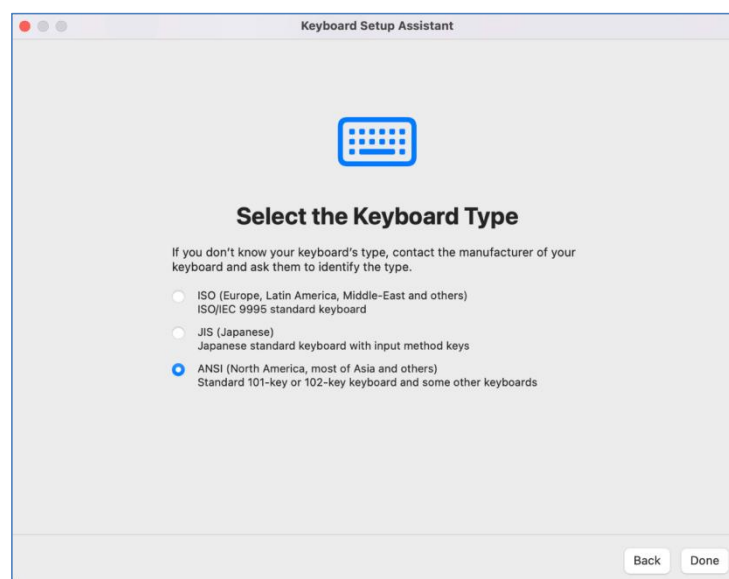 Keyboard Setup Assistant
Select the Keyboard Type
If you don't know your keyboard's type, contact the manufacturer of your
keyboard and ask them to identify the type.
ISO (Europe, Latin America, Middle-East and others)
ISO/IEC 9995 standard keyboard
JIS (Japanese)
Japanese standard keyboard with input method keys
ANSI (North America, most of Asia and others)
Standard 101-key or 102-key keyboard and some other keyboards
Back Done